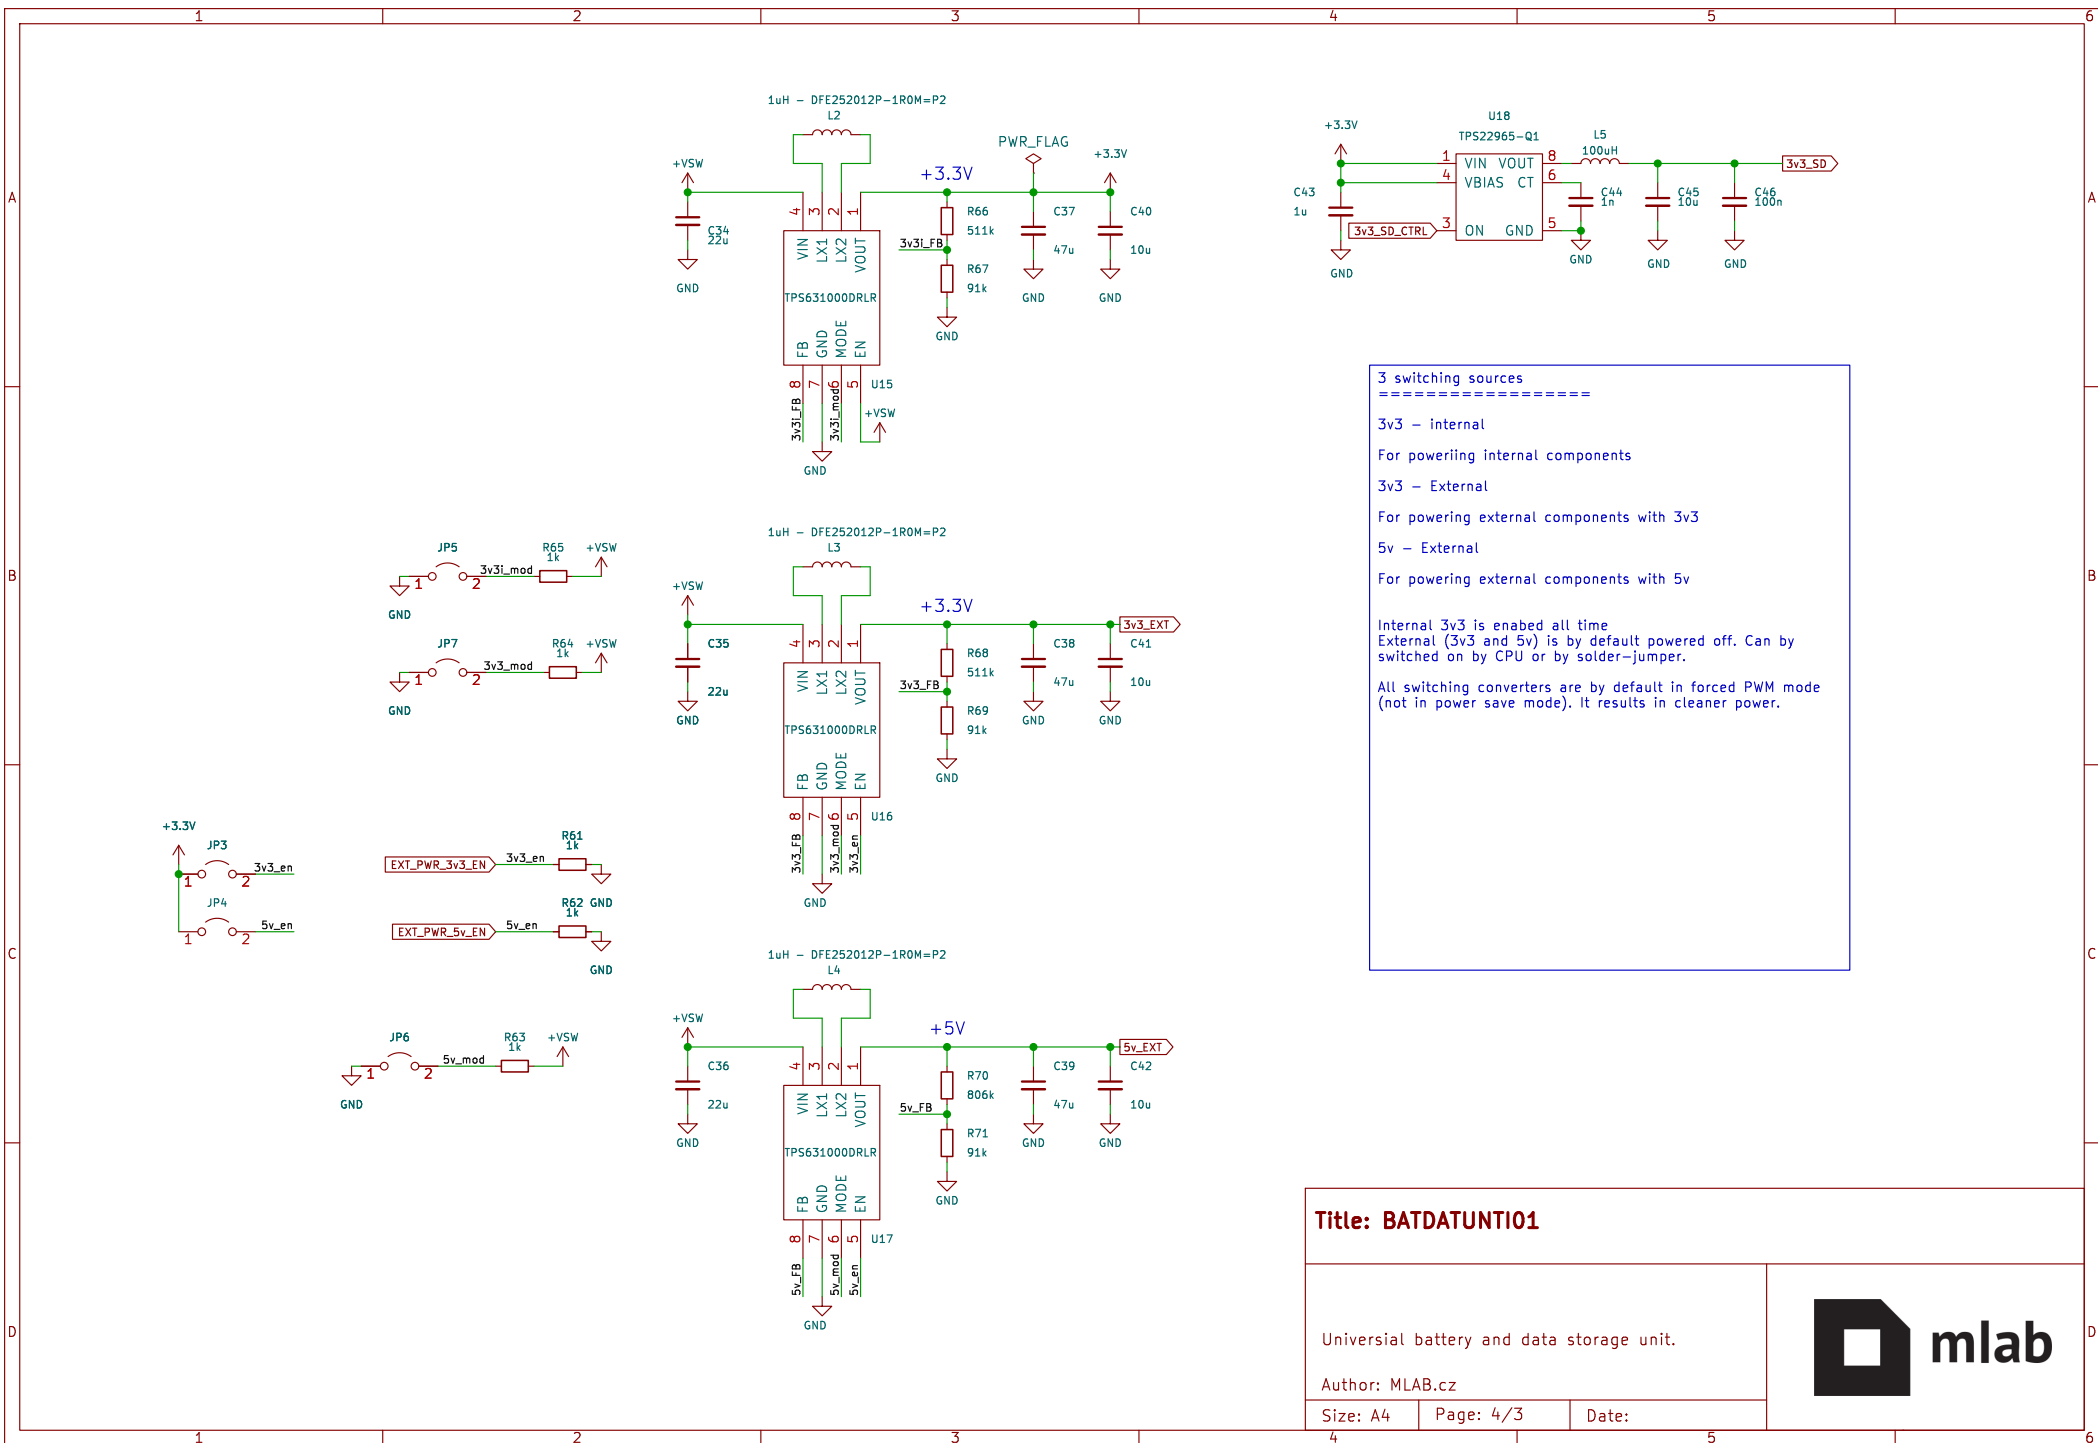 1 2 3 4 5 6
A
B
C
D
1uH - DFE252012P-1R0M=P2
L2
+VSW
C34
22u
4 3 2 1
VIN LX1 LX2 VOUT
TPS631000DRLR
FB GND MODE EN
8 7 6 5
U15
3v3i_FB
3v3i_mod
+VSW
GND
GND
+3.3V
PWR_FLAG
+3.3V
R66
511k
3v3i_FB
R67
91k
GND
C37
47u
GND
C40
10u
GND
U18
TPS22965-Q1
+3.3V
1 VIN VOUT 8
4 VBIAS CT 6
3 ON GND 5
C43
1u
GND
3v3_SD_CTRL
L5
100uH
C44
1n
GND
C45
10u
GND
C46
100n
GND
3v3_SD
3 switching sources
==================
3v3 - internal
For poweriing internal components
3v3 - External
For powering external components with 3v3
5v - External
For powering external components with 5v
Internal 3v3 is enabed all time
External (3v3 and 5v) is by default powered off. Can by
switched on by CPU or by solder-jumper.
All switching converters are by default in forced PWM mode
(not in power save mode). It results in cleaner power.
JP5
1 2
3v3i_mod
R65
1k
+VSW
GND
JP7
1 2
3v3_mod
R64
1k
+VSW
GND
1uH - DFE252012P-1R0M=P2
L3
+VSW
C35
22u
GND
4 3 2 1
VIN LX1 LX2 VOUT
TPS631000DRLR
FB GND MODE EN
8 7 6 5
U16
3v3_FB
3v3_mod
3v3_en
GND
+3.3V
R68
511k
3v3_FB
R69
91k
GND
C38
47u
GND
C41
10u
GND
3v3_EXT
+3.3V
JP3
1 2
3v3_en
JP4
1 2
5v_en
EXT_PWR_3v3_EN
3v3_en
R61
1k
GND
EXT_PWR_5v_EN
5v_en
R62
1k
GND
JP6
1 2
5v_mod
R63
1k
+VSW
GND
1uH - DFE252012P-1R0M=P2
L4
+VSW
C36
22u
GND
4 3 2 1
VIN LX1 LX2 VOUT
TPS631000DRLR
FB GND MODE EN
8 7 6 5
U17
5v_FB
5v_mod
5v_en
GND
+5V
R70
806k
5v_FB
R71
91k
GND
C39
47u
GND
C42
10u
GND
5v_EXT
Title: BATDATUNTI01
Universial battery and data storage unit.
Author: MLAB.cz
Size: A4
Page: 4/3
Date:
mlab
A
B
C
D
1 2 3 4 5 6